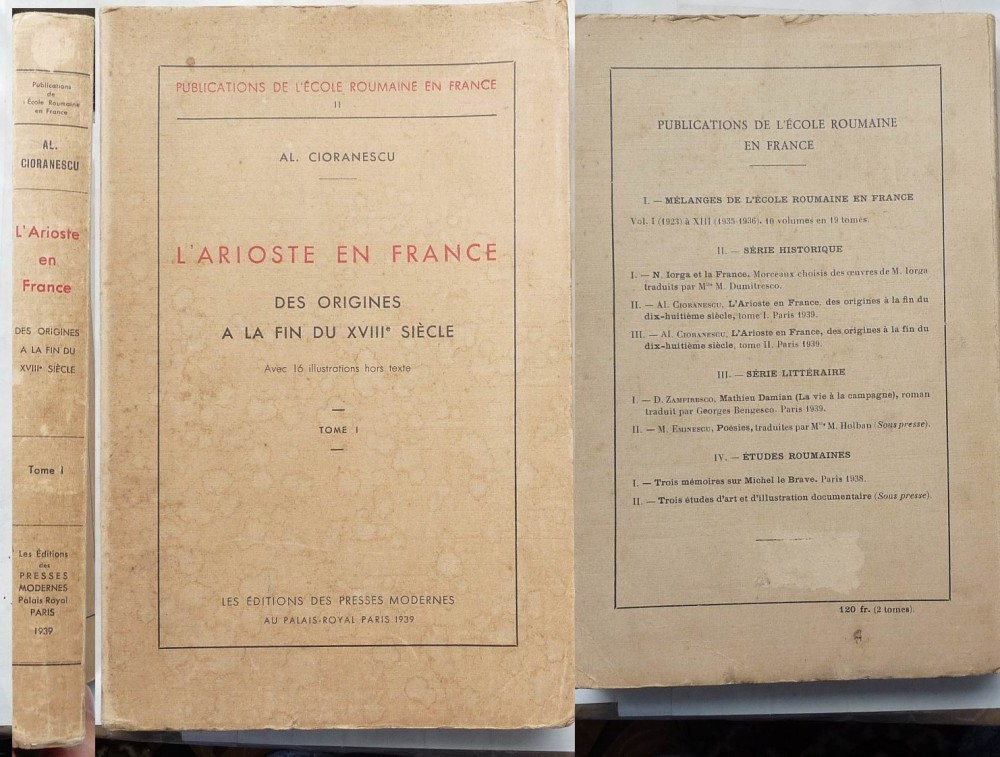 Publications
de
l'École Roumaine
en France
AL.
CIORANESCU
L'Arioste
en
France
DES ORIGINES
A LA FIN DU
XVIIIe SIÈCLE
Tome I
Les Éditions
des
PRESSES
MODERNES
Palais Royal
PARIS
1939
PUBLICATIONS DE L'ÉCOLE ROUMAINE EN FRANCE
II
AL. CIORANESCU
L'ARIOSTE EN FRANCE
DES ORIGINES
A LA FIN DU XVIIIe SIÈCLE
Avec 16 illustrations hors texte
TOME I
LES ÉDITIONS DES PRESSES MODERNES
AU PALAIS-ROYAL PARIS 1939
PUBLICATIONS DE L'ÉCOLE ROUMAINE
EN FRANCE
I. — MÉLANGES DE L'ÉCOLE ROUMAINE EN FRANCE
Vol. I (1923) à XIII (1935-1936). 10 volumes en 19 tomes.
II. — SÉRIE HISTORIQUE
I. — N. Iorga et la France. Morceaux choisis des œuvres de M. Iorga
traduits par Mlle M. Dumitresco.
II. — AL. CIORANESCU, L'Arioste en France, des origines à la fin du
dix-huitième siècle, tome I. Paris 1939.
III. — AL. CIORANESCU, L'Arioste en France, des origines à la fin du
dix-huitième siècle, tome II. Paris 1939.
III. — SÉRIE LITTÉRAIRE
I. — D. ZAMFIRESCO, Mathieu Damian (La vie à la campagne), roman
traduit par Georges Bengesco. Paris 1939.
II. — M. EMINESCU, Poésies, traduites par Mlle M. Holban (Sous presse).
IV. — ÉTUDES ROUMAINES
I. — Trois mémoires sur Michel le Brave. Paris 1938.
II. — Trois études d'art et d'illustration documentaire (Sous presse).
120 fr. (2 tomes).